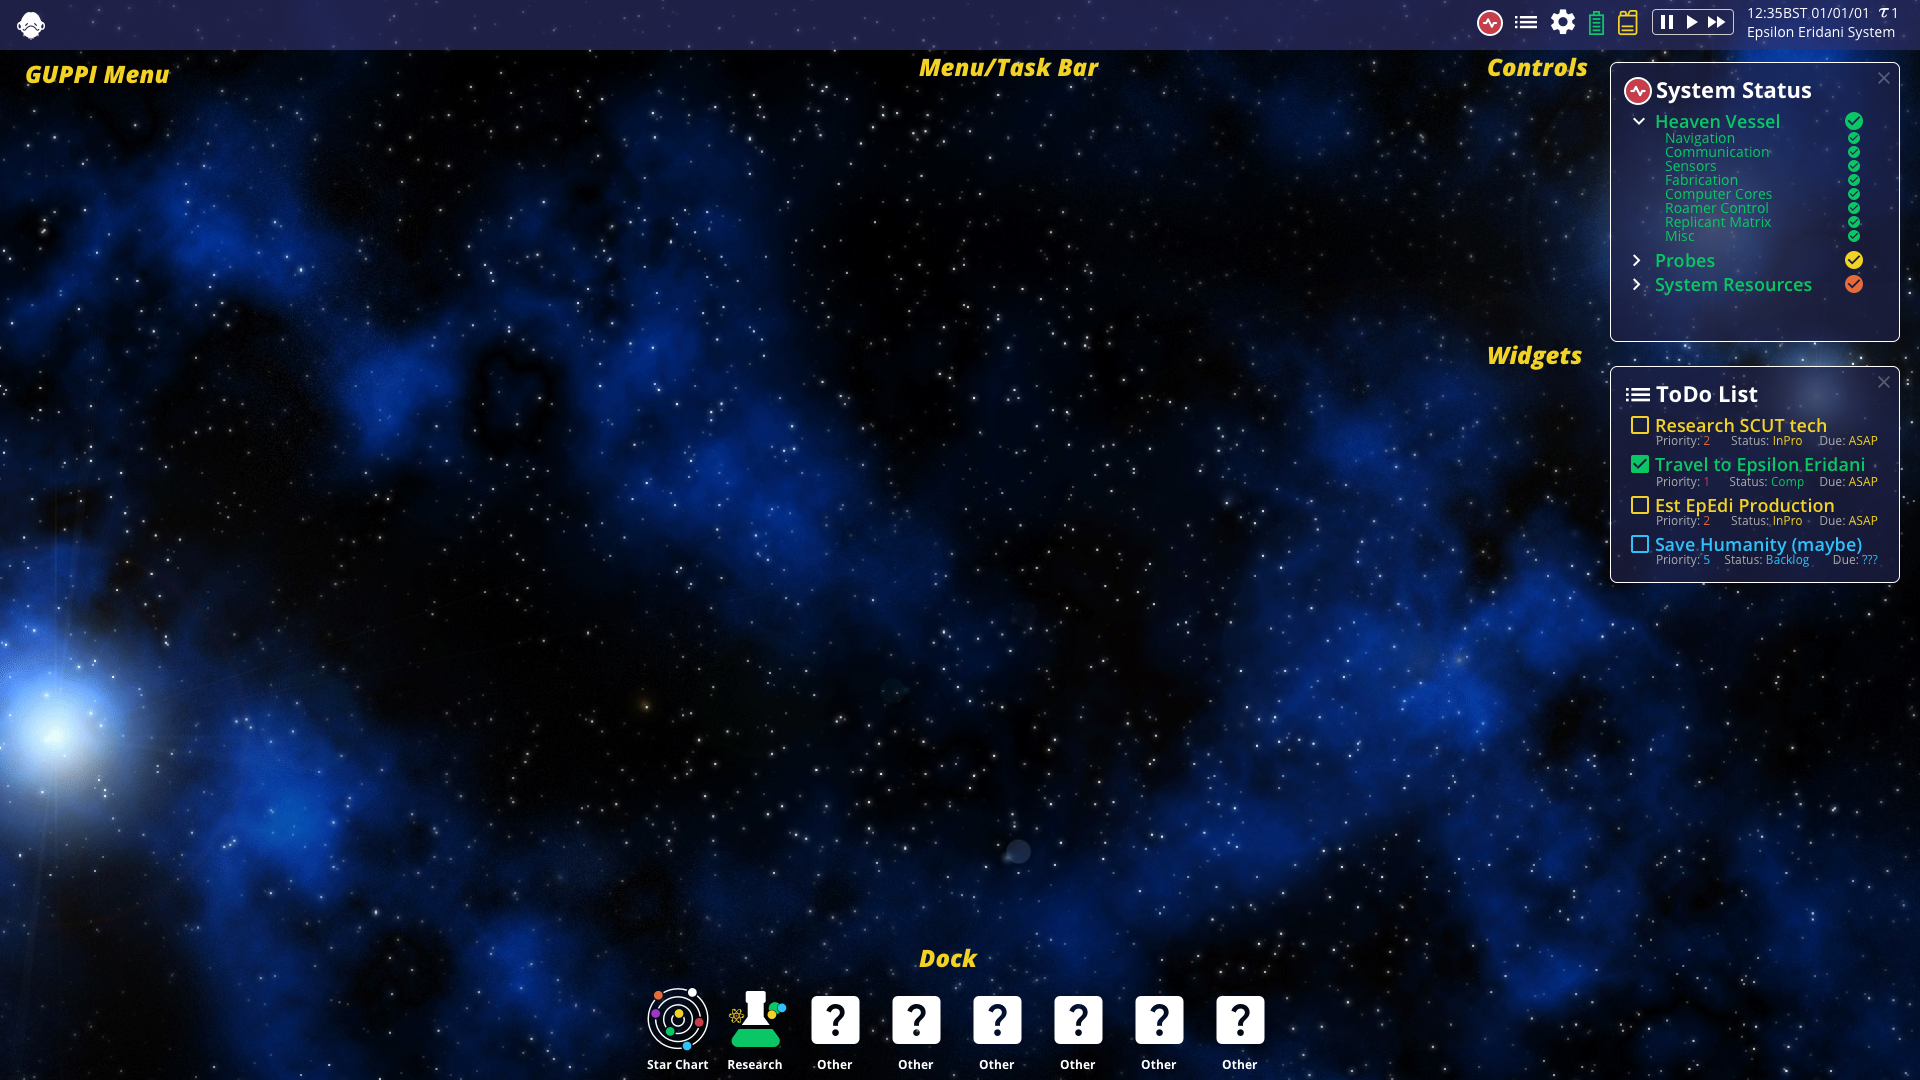 12:35BST 01/01/01 τ1
Epsilon Eridani System
GUPPI Menu
Menu/Task Bar
Controls
System Status
Heaven Vessel
Navigation
Communication
Sensors
Fabrication
Computer Cores
Roamer Control
Replicant Matrix
Misc
Probes
System Resources
Widgets
ToDo List
Research SCUT tech
Priority: 2 Status: InPro Due: ASAP
Travel to Epsilon Eridani
Priority: 1 Status: Comp Due: ASAP
Est EpEdi Production
Priority: 2 Status: InPro Due: ASAP
Save Humanity (maybe)
Priority: 5 Status: Backlog Due: ???
Dock
? ? ? ? ? ?
Star Chart Research Other Other Other Other Other Other